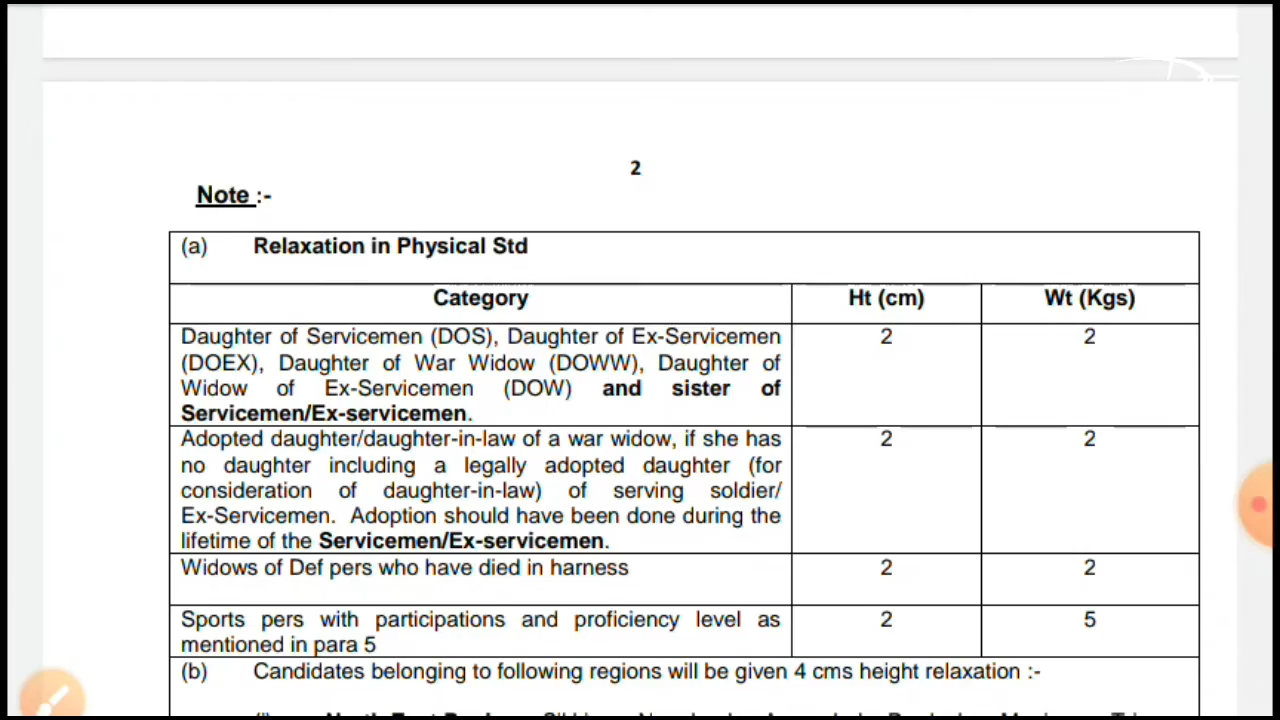 2
Note :-
(a) Relaxation in Physical Std
Category Ht (cm) Wt (Kgs)
Daughter of Servicemen (DOS), Daughter of Ex-Servicemen 2 2
(DOEX), Daughter of War Widow (DOWW), Daughter of
Widow of Ex-Servicemen (DOW) and sister of
Servicemen/Ex-servicemen.
Adopted daughter/daughter-in-law of a war widow, if she has 2 2
no daughter including a legally adopted daughter (for
consideration of daughter-in-law) of serving soldier/
Ex-Servicemen. Adoption should have been done during the
lifetime of the Servicemen/Ex-servicemen.
Widows of Def pers who have died in harness 2 2
Sports pers with participations and proficiency level as 2 5
mentioned in para 5
(b) Candidates belonging to following regions will be given 4 cms height relaxation :-